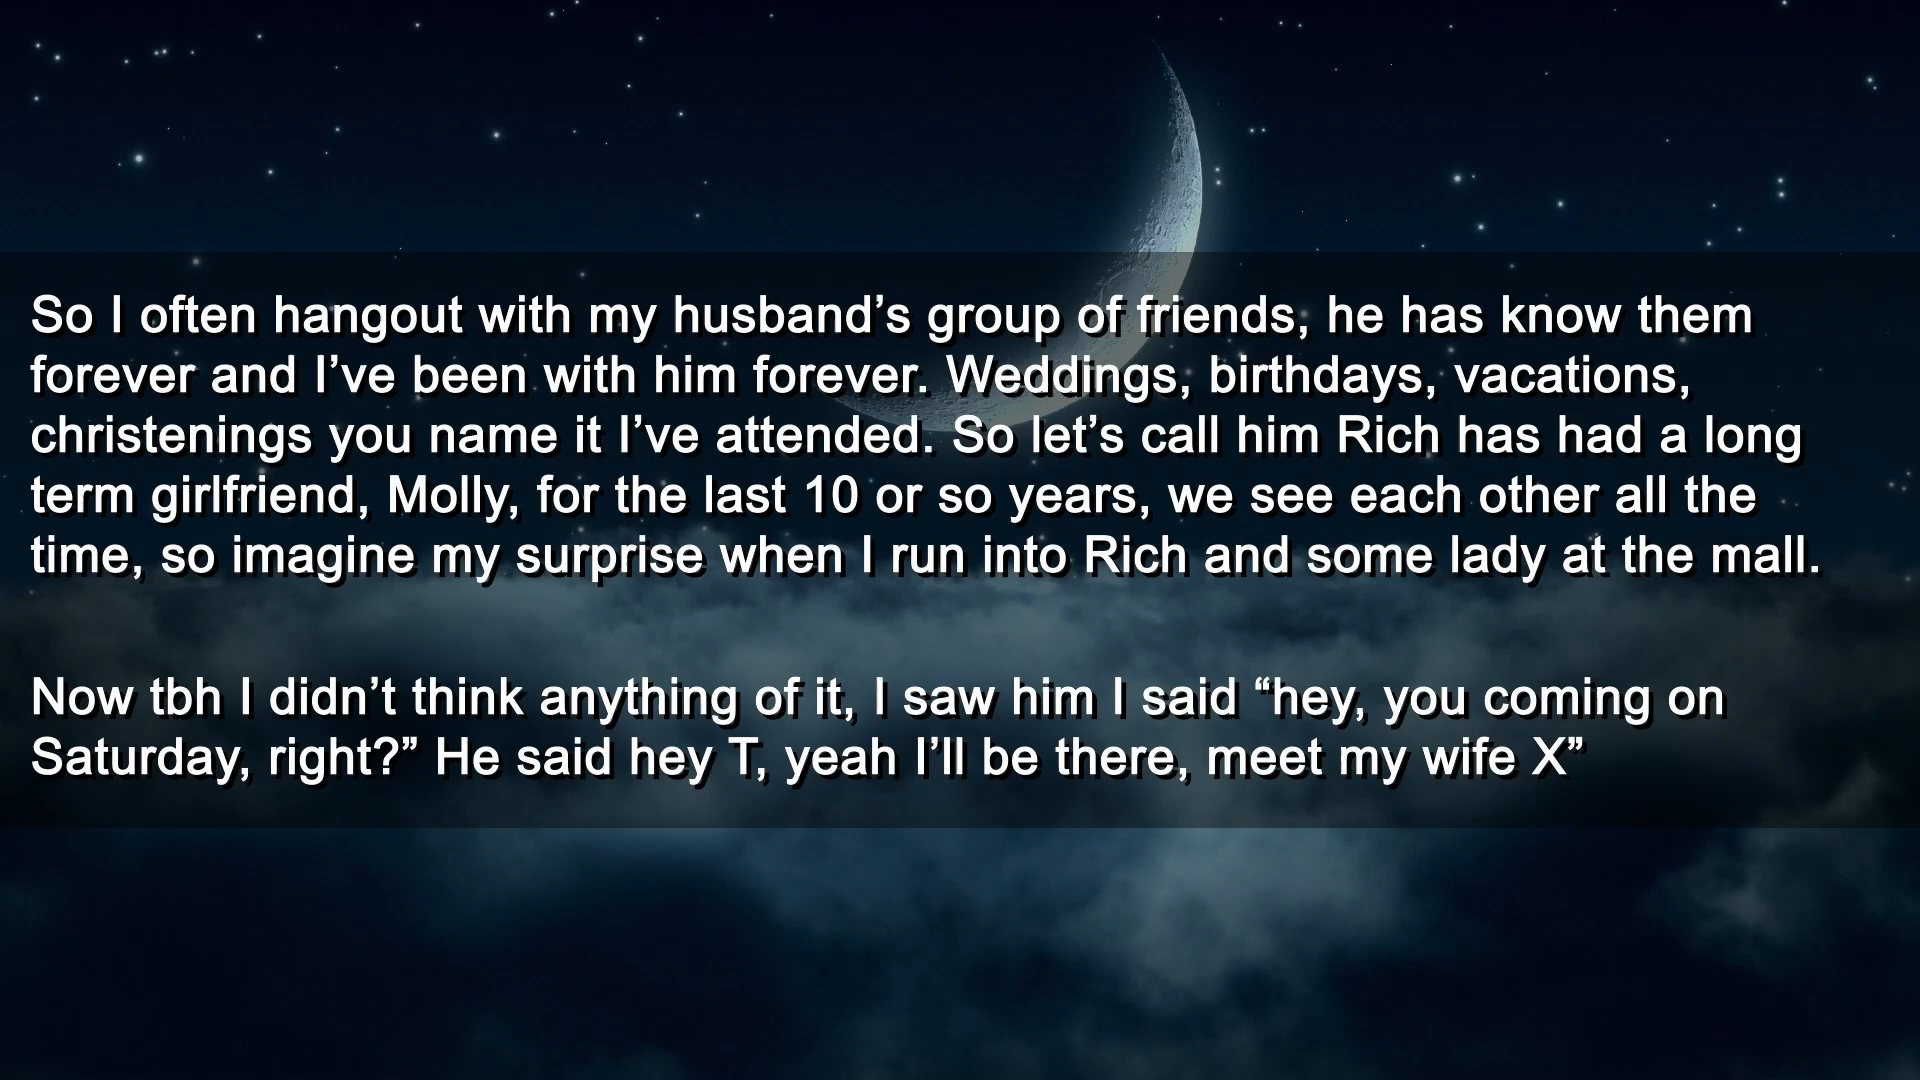 So I often hangout with my husband’s group of friends, he has know them
forever and I’ve been with him forever. Weddings, birthdays, vacations,
christenings you name it I’ve attended. So let’s call him Rich has had a long
term girlfriend, Molly, for the last 10 or so years, we see each other all the
time, so imagine my surprise when I run into Rich and some lady at the mall.
Now tbh I didn’t think anything of it, I saw him I said “hey, you coming on
Saturday, right?” He said hey T, yeah I’ll be there, meet my wife X”